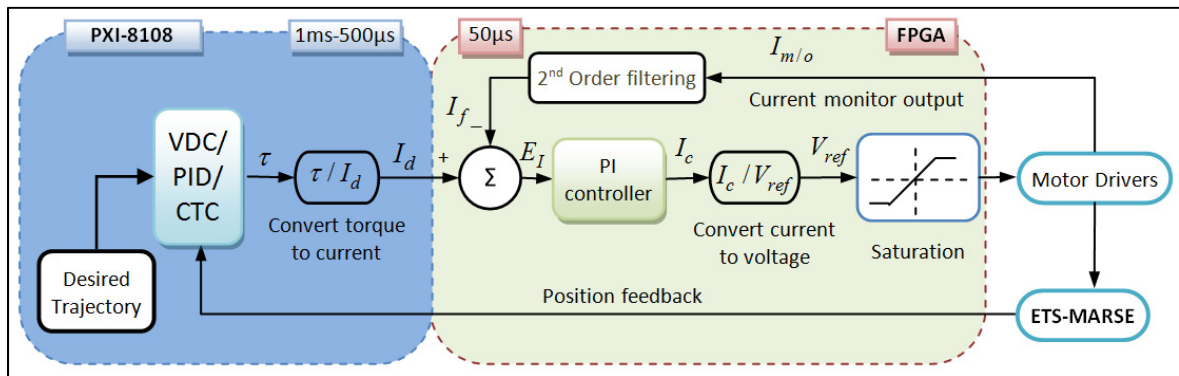 PXI-8108
1ms-500µs
50µs
FPGA
I_{m/o}
2nd Order filtering
Current monitor output
I_f
_
VDC/
PID/
CTC
τ
τ / I_d
I_d
+
Σ
E_I
PI
controller
I_c
I_c / V_ref
V_ref
Motor Drivers
Convert torque
to current
Convert current
to voltage
Saturation
Desired
Trajectory
Position feedback
ETS-MARSE